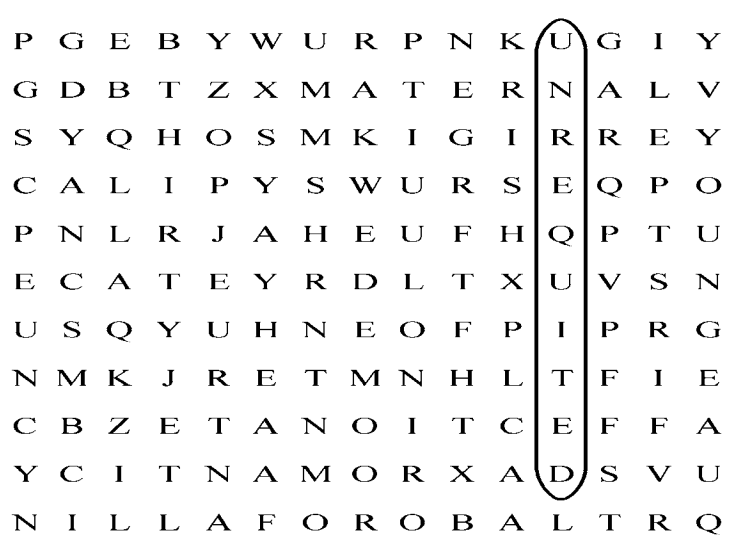 P G E B Y W U R P N K U G I Y
G D B T Z X M A T E R N A L V
S Y Q H O S M K I G I R R E Y
C A L I P Y S W U R S E Q P O
P N L R J A H E U F H Q P T U
E C A T E Y R D L T X U V S N
U S Q Y U H N E O F P I P R G
N M K J R E T M N H L T F I E
C B Z E T A N O I T C E F F A
Y C I T N A M O R X A D S V U
N I L L A F O R O B A L T R Q